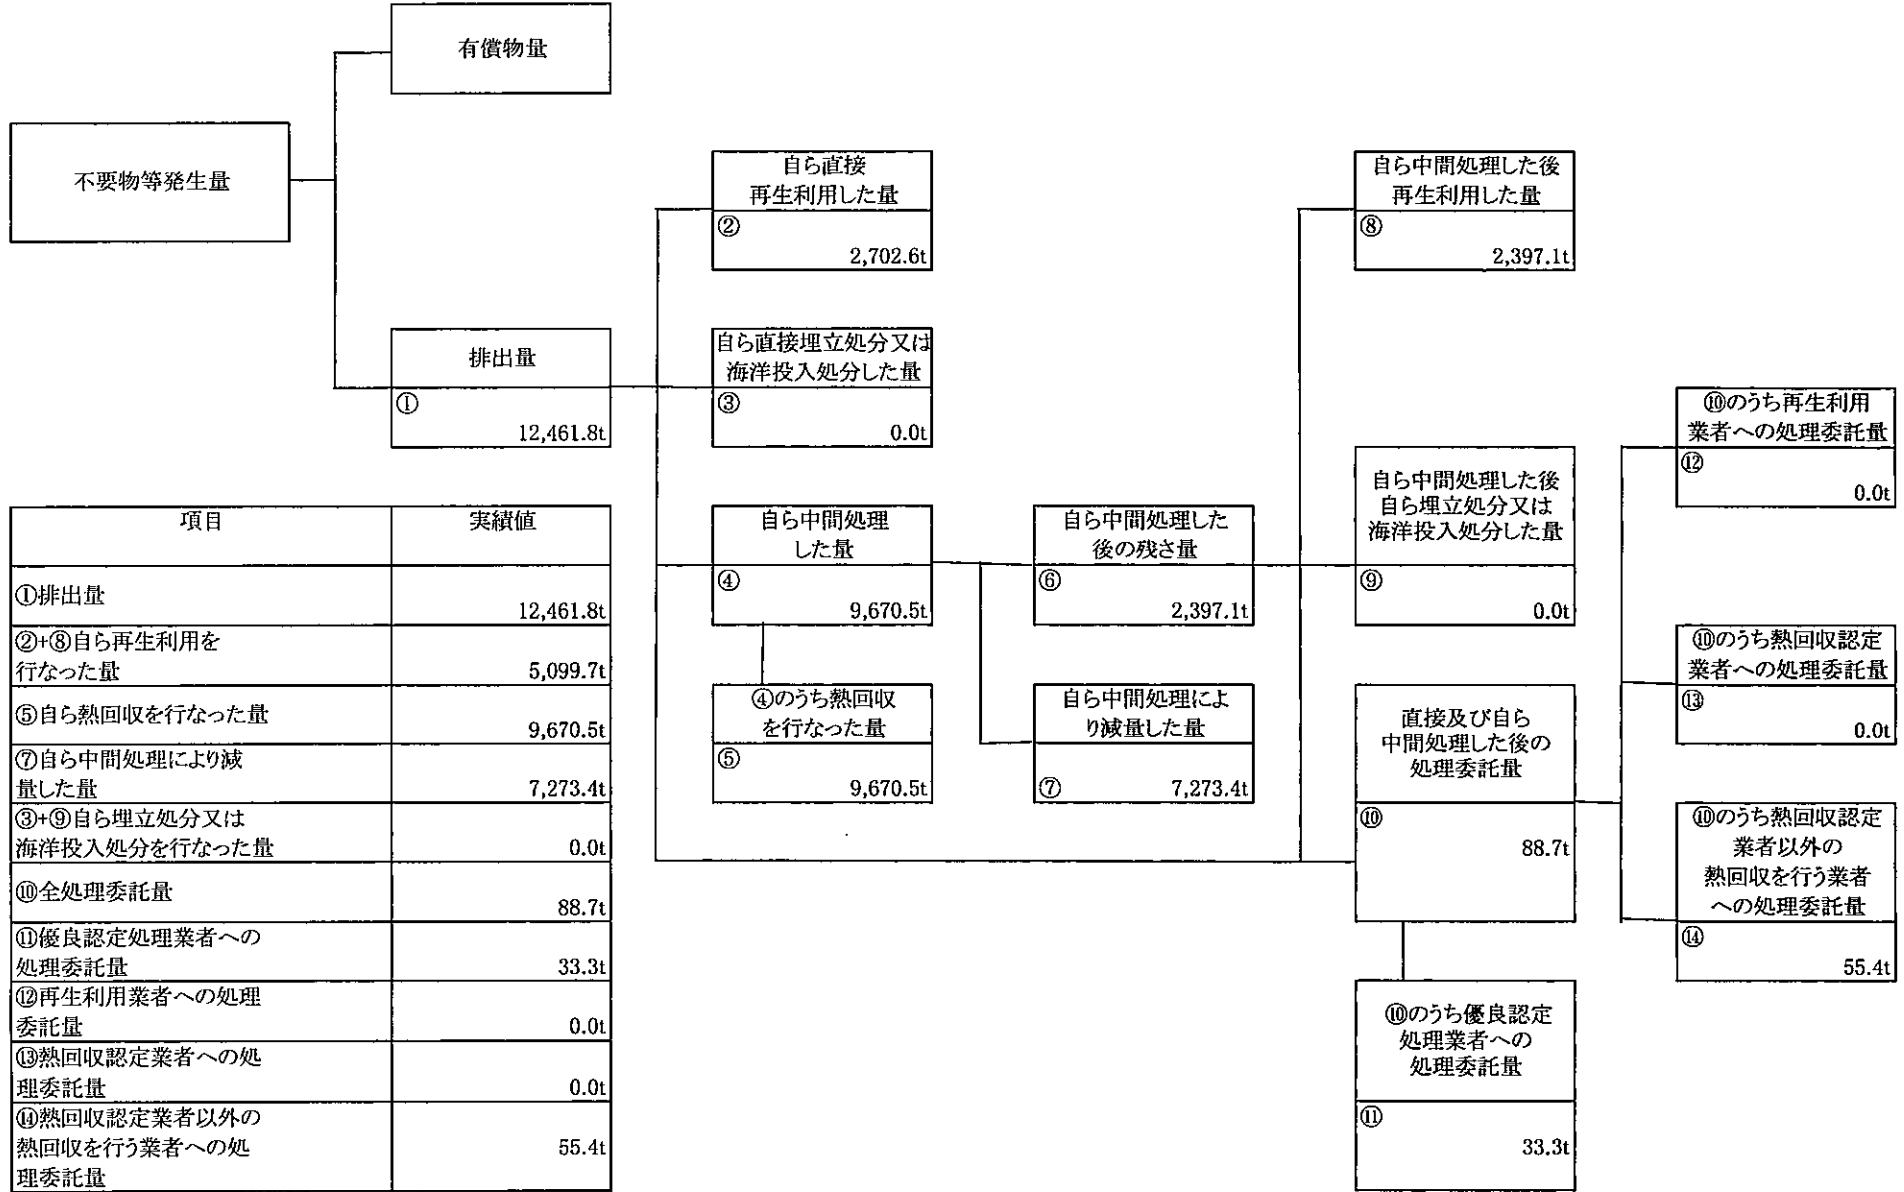 有償物量
不要物等発生量
排出量
①
12,461.8t
自ら直接
再生利用した量
②
2,702.6t
自ら直接埋立処分又は
海洋投入処分した量
③
0.0t
自ら中間処理
した量
④
9,670.5t
④のうち熱回収
を行なった量
⑤
9,670.5t
自ら中間処理した
後の残さ量
⑥
2,397.1t
自ら中間処理によ
り減量した量
⑦
7,273.4t
自ら中間処理した後
再生利用した量
⑧
2,397.1t
自ら中間処理した後
自ら埋立処分又は
海洋投入処分した量
⑨
0.0t
直接及び自ら
中間処理した後の
処理委託量
⑩
88.7t
⑩のうち優良認定
処理業者への
処理委託量
⑪
33.3t
⑩のうち再生利用
業者への処理委託量
⑫
0.0t
⑩のうち熱回収認定
業者への処理委託量
⑬
0.0t
⑩のうち熱回収認定
業者以外の
熱回収を行う業者
への処理委託量
⑭
55.4t
項目 実績値
①排出量 12,461.8t
②+⑧自ら再生利用を
行なった量 5,099.7t
⑤自ら熱回収を行なった量 9,670.5t
⑦自ら中間処理により減
量した量 7,273.4t
③+⑨自ら埋立処分又は
海洋投入処分を行なった量 0.0t
⑩全処理委託量 88.7t
⑪優良認定処理業者への
処理委託量 33.3t
⑫再生利用業者への処理
委託量 0.0t
⑬熱回収認定業者への処
理委託量 0.0t
⑭熱回収認定業者以外の
熱回収を行う業者への処 55.4t
理委託量